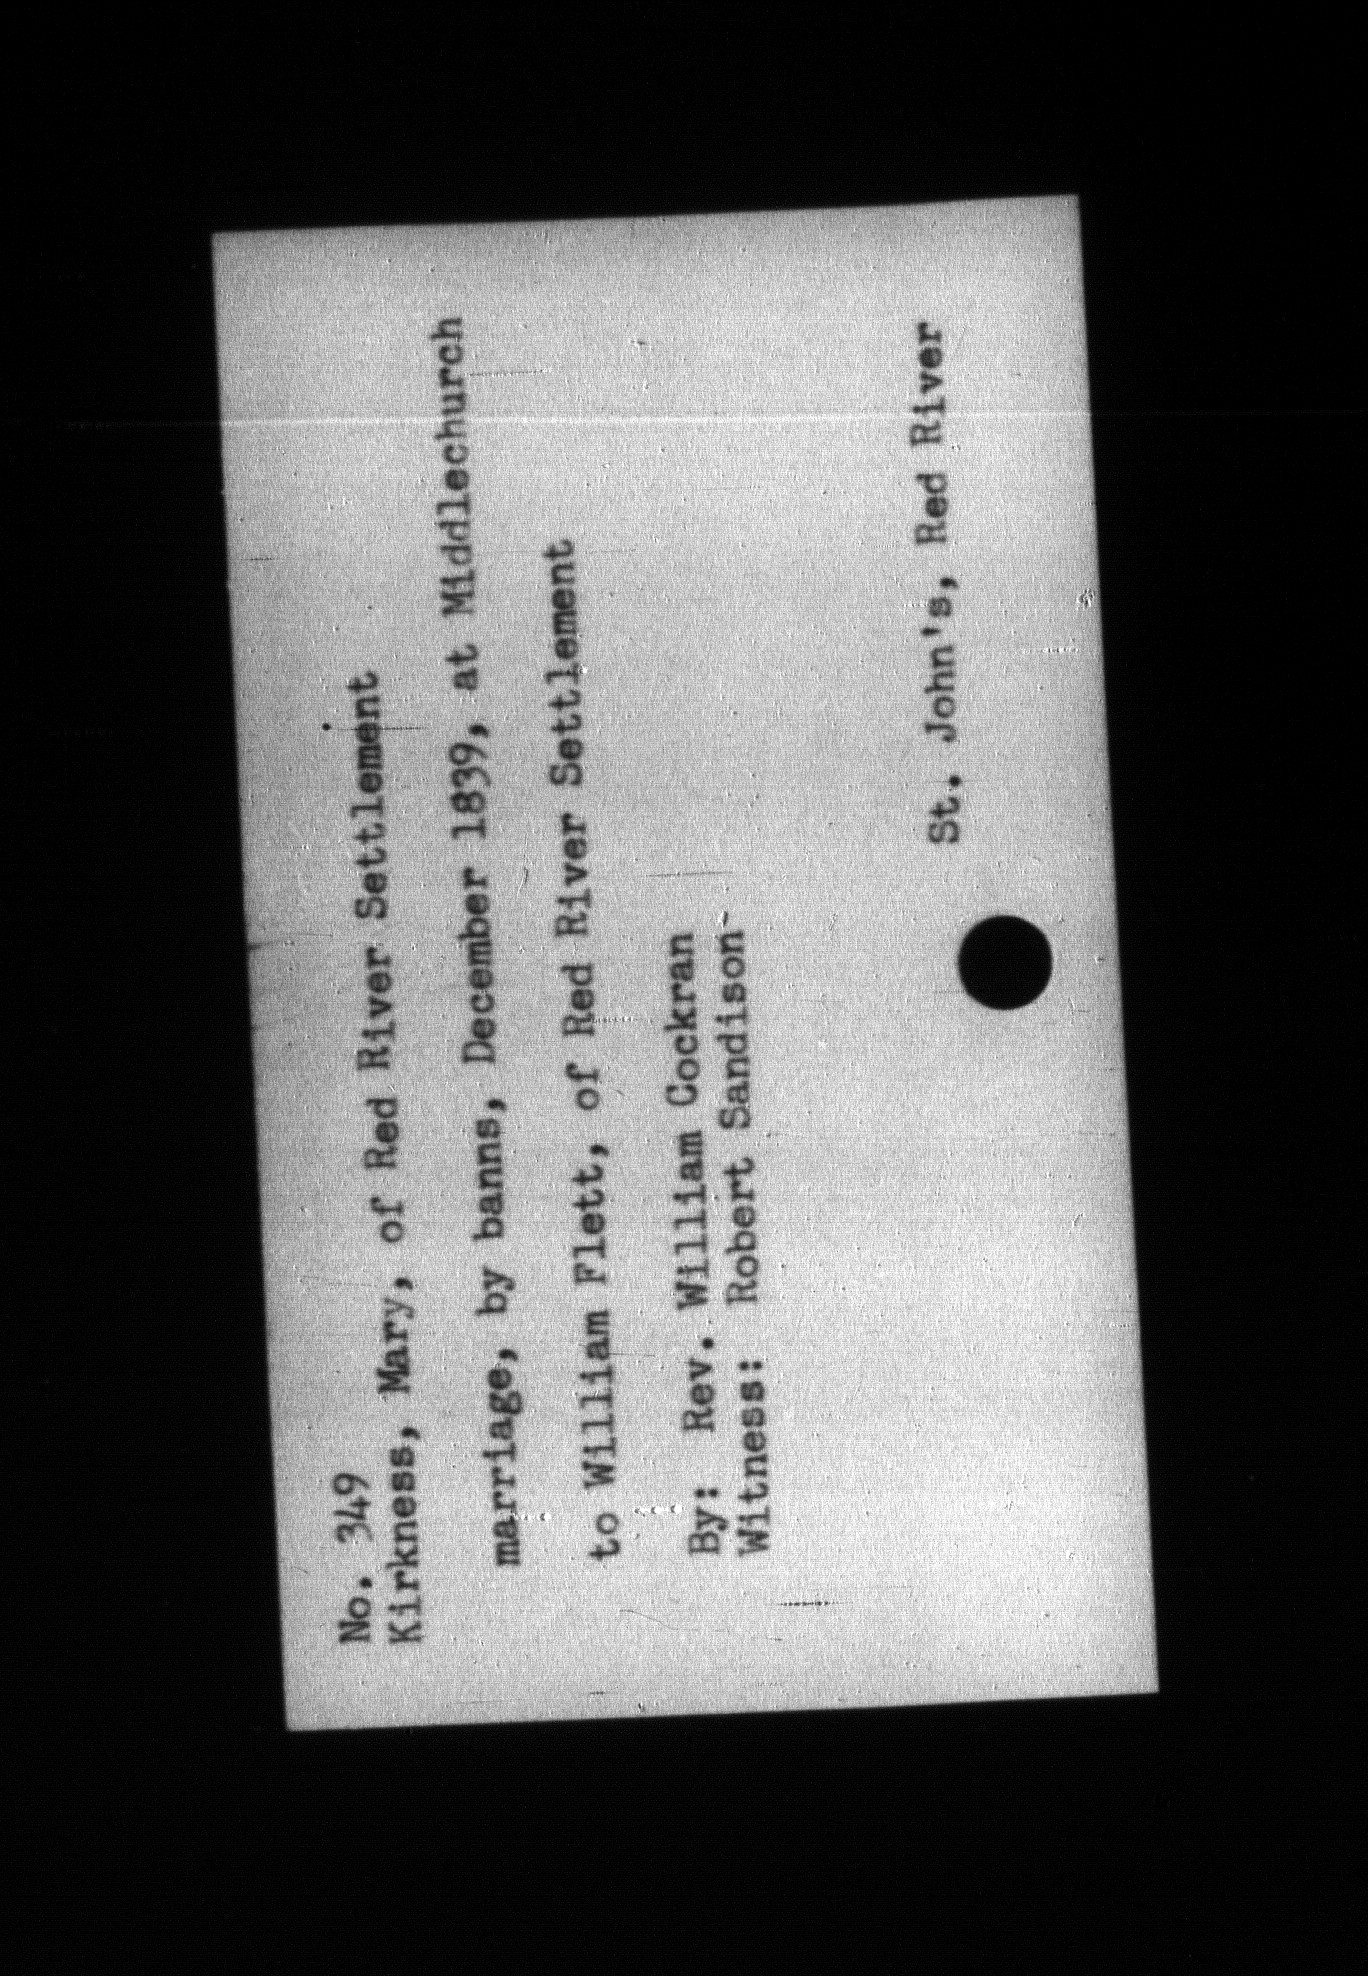 No. 349
Kirkness, Mary, of Red River Settlement
marriage, by banns, December 1839, at Middlechurch
to William Flett, of Red River Settlement
By: Rev. William Cockran
Witness: Robert Sandison
St. John's, Red River